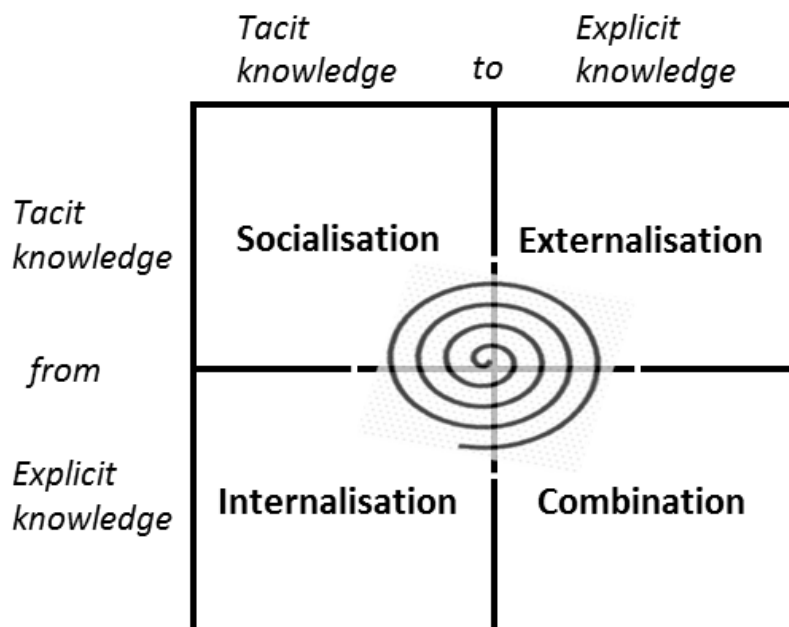 Tacit knowledge to Explicit knowledge
Tacit knowledge
Socialisation Externalisation
from
Explicit knowledge
Internalisation Combination